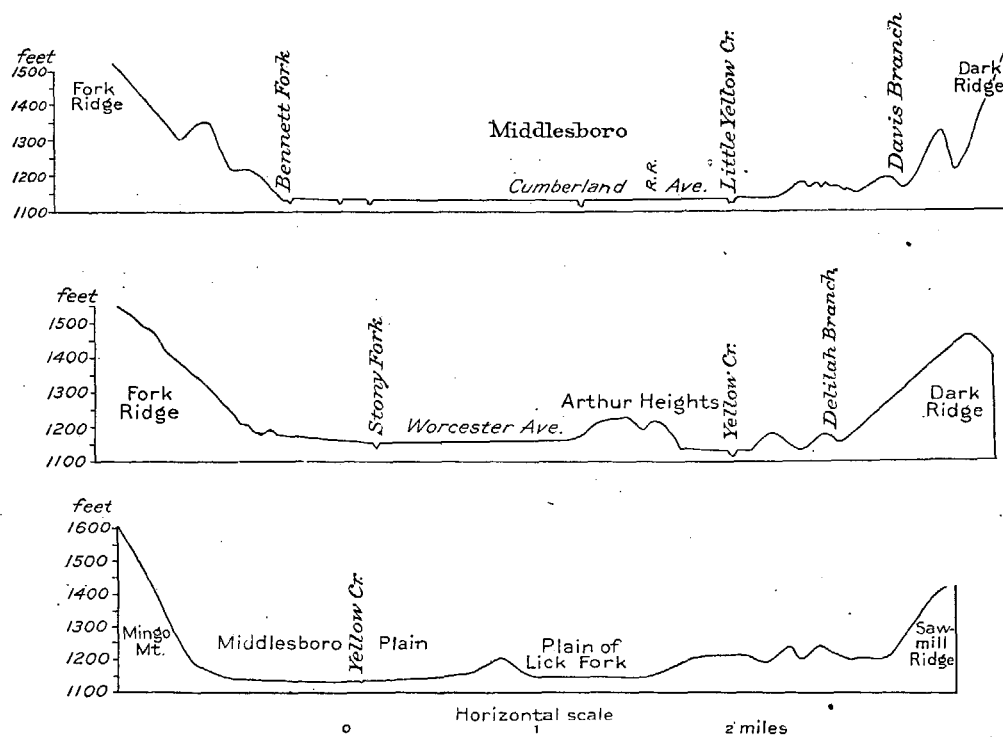 feet
1500
1400
1300
1200
1100
Fork
Ridge
Bennett Fork
Middlesboro
Cumberland Ave.
R.R.
Little Yellow Cr.
Davis Branch
Dark
Ridge
feet
1500
1400
1300
1200
1100
Fork
Ridge
Stony Fork
Worcester Ave.
Arthur Heights
Yellow Cr.
Delilah Branch
Dark
Ridge
feet
1600
1500
1400
1300
1200
1100
Mingo
Mt.
Middlesboro Plain
Yellow Cr.
Plain of
Lick Fork
Saw-
mill
Ridge
Horizontal scale
0 1 2 miles